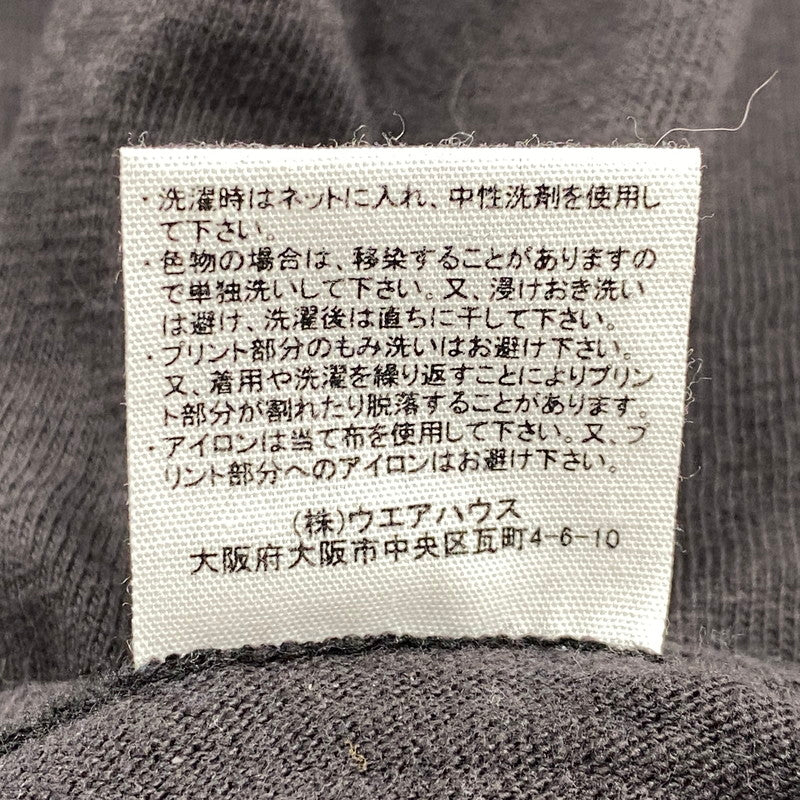 ・洗濯時はネットに入れ、中性洗剤を使用し
て下さい。
・色物の場合は、移染することがありますの
で単独洗いして下さい。又、浸けおき洗い
は避け、洗濯後は直ちに干して下さい。
・プリント部分のもみ洗いはお避け下さい。
又、着用や洗濯を繰り返すことによりプリン
ト部分が割れたり脱落することがあります。
・アイロンは当て布を使用して下さい。又、プ
リント部分へのアイロンはお避け下さい。
(株)ウエアハウス
大阪府大阪市中央区瓦町4-6-10